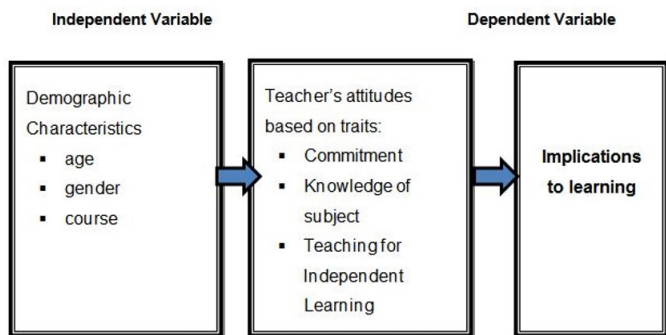 Independent Variable
Dependent Variable
Demographic
Characteristics
▪ age
▪ gender
▪ course
Teacher's attitudes
based on traits:
▪ Commitment
▪ Knowledge of
subject
▪ Teaching for
Independent
Learning
Implications
to learning